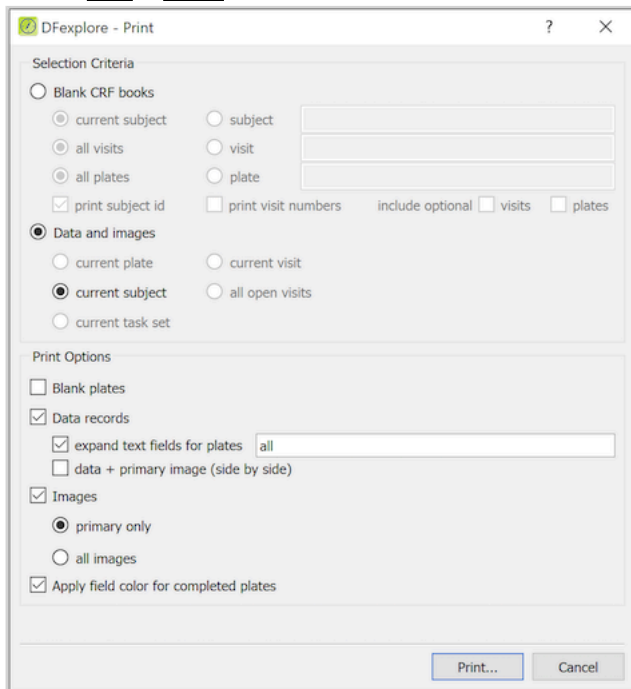 DFexplore - Print ? ×
Selection Criteria
Blank CRF books
current subject subject
all visits visit
all plates plate
print subject id print visit numbers include optional visits plates
Data and images
current plate current visit
current subject all open visits
current task set
Print Options
Blank plates
Data records
expand text fields for plates all
data + primary image (side by side)
Images
primary only
all images
Apply field color for completed plates
Print... Cancel